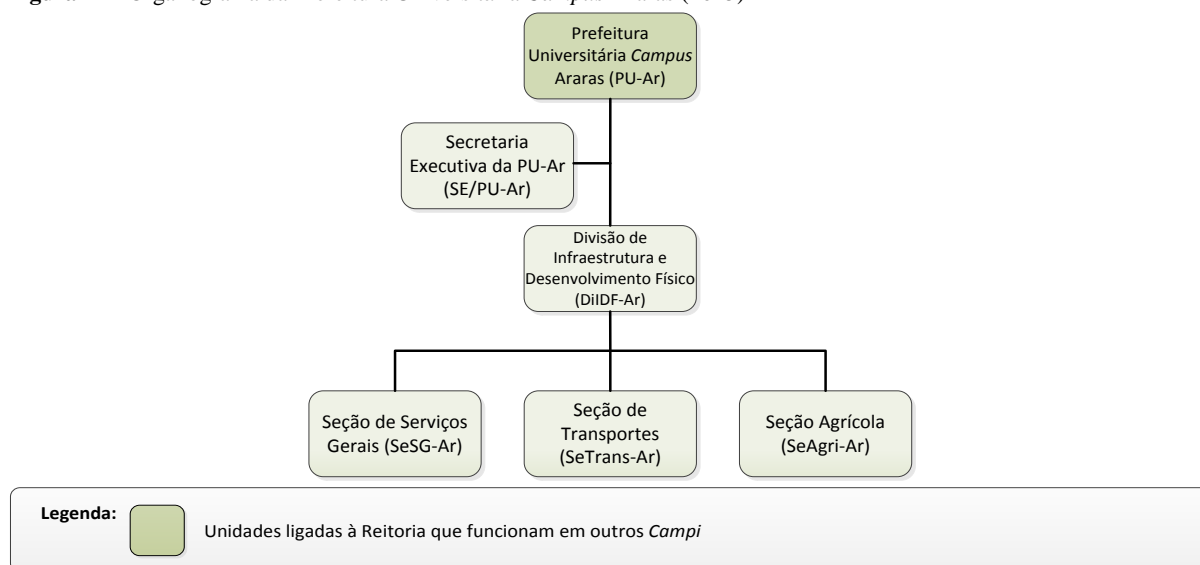 Prefeitura
Universitária Campus
Araras (PU-Ar)
Secretaria
Executiva da PU-Ar
(SE/PU-Ar)
Divisão de
Infraestrutura e
Desenvolvimento Físico
(DiIDF-Ar)
Seção de Serviços
Gerais (SeSG-Ar)
Seção de
Transportes
(SeTrans-Ar)
Seção Agrícola
(SeAgri-Ar)
Legenda:
Unidades ligadas à Reitoria que funcionam em outros Campi